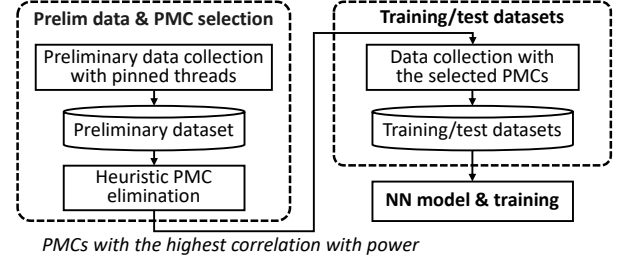 Prelim data & PMC selection
Preliminary data collection
with pinned threads
Preliminary dataset
Heuristic PMC
elimination
PMCs with the highest correlation with power
Training/test datasets
Data collection with
the selected PMCs
Training/test datasets
NN model & training